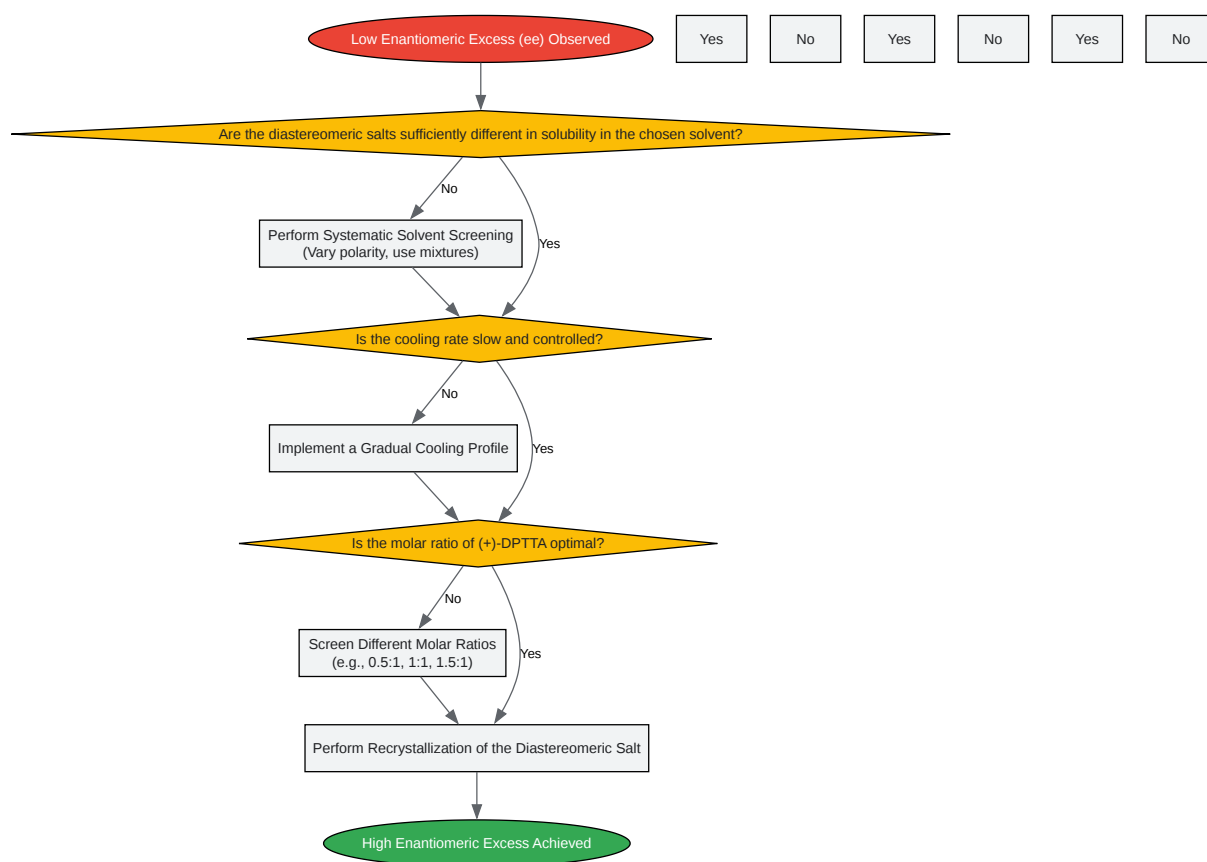 Low Enantiomeric Excess (ee) Observed
Yes
No
Yes
No
Yes
No
Are the diastereomeric salts sufficiently different in solubility in the chosen solvent?
No
Perform Systematic Solvent Screening
(Vary polarity, use mixtures)
Yes
Is the cooling rate slow and controlled?
No
Implement a Gradual Cooling Profile
Yes
Is the molar ratio of (+)-DPTTA optimal?
No
Screen Different Molar Ratios
(e.g., 0.5:1, 1:1, 1.5:1)
Yes
Perform Recrystallization of the Diastereomeric Salt
High Enantiomeric Excess Achieved